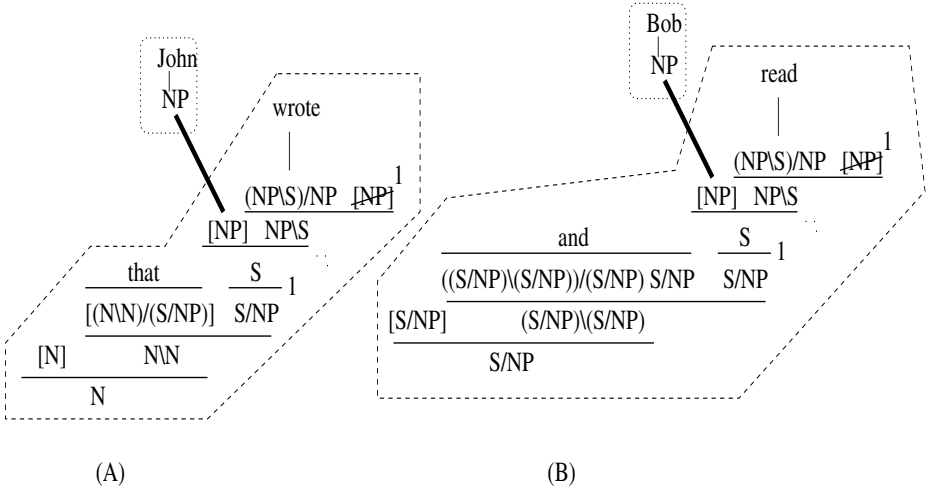 John
NP
wrote
(NP\S)/NP [NP] 1
[NP] NP\S
that S
[(N\N)/(S/NP)] S/NP 1
[N] N\N
N
(A)
Bob
NP
read
(NP\S)/NP [NP] 1
[NP] NP\S
and S
((S/NP)\(S/NP))/(S/NP) S/NP S/NP 1
[S/NP] (S/NP)\(S/NP)
S/NP
(B)